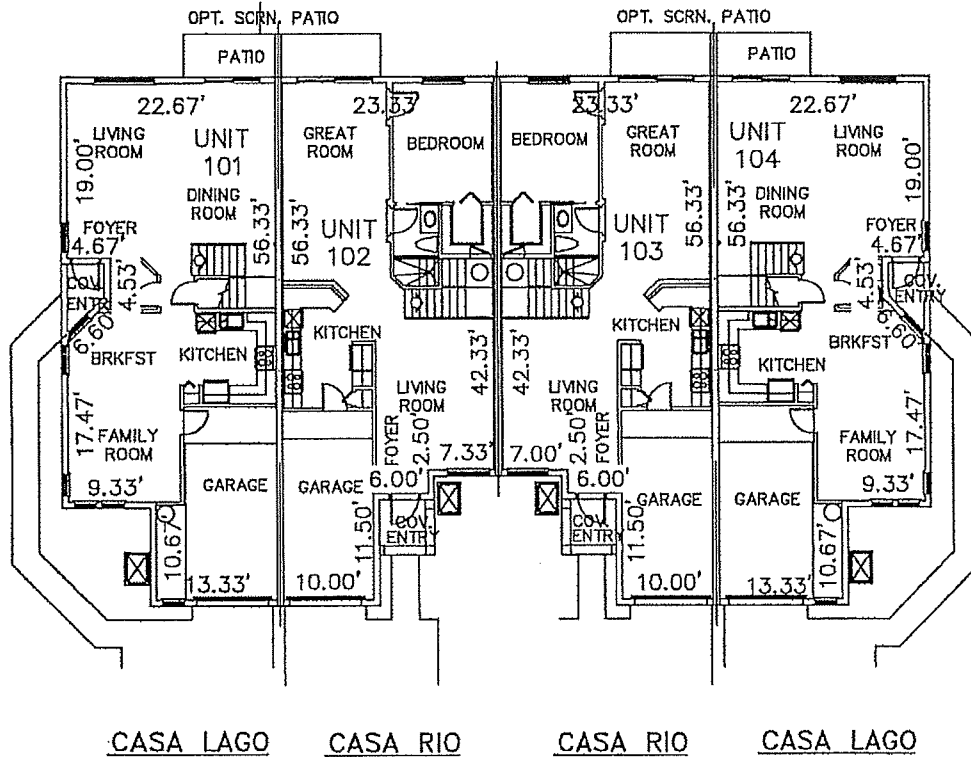 OPT. SCRN. PATIO
OPT. SCRN. PATIO
PATIO
PATIO
22.67'
23.33'
23.33'
22.67'
LIVING
ROOM
UNIT
101
GREAT
ROOM
BEDROOM
BEDROOM
GREAT
ROOM
UNIT
104
LIVING
ROOM
19.00'
DINING
ROOM
56.33'
56.33'
UNIT
102
UNIT
103
56.33'
56.33'
DINING
ROOM
19.00'
FOYER
4.67'
COV.
ENTRY
4.53'
6.60'
FOYER
4.67'
COV.
ENTRY
4.53'
6.60'
BRKFST
KITCHEN
KITCHEN
KITCHEN
KITCHEN
BRKFST
LIVING
ROOM
42.33'
42.33'
LIVING
ROOM
17.47'
FAMILY
ROOM
9.33'
FOYER
2.50'
7.33'
6.00'
7.00'
2.50'
FOYER
6.00'
FAMILY
ROOM
17.47'
9.33'
GARAGE
GARAGE
GARAGE
GARAGE
10.67'
13.33'
10.00'
11.50'
COV.
ENTRY
COV.
ENTRY
11.50'
10.00'
13.33'
10.67'
CASA LAGO
CASA RIO
CASA RIO
CASA LAGO